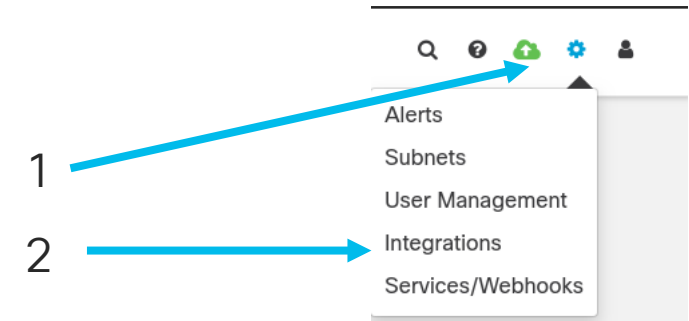 1
Alerts
Subnets
User Management
2
Integrations
Services/Webhooks